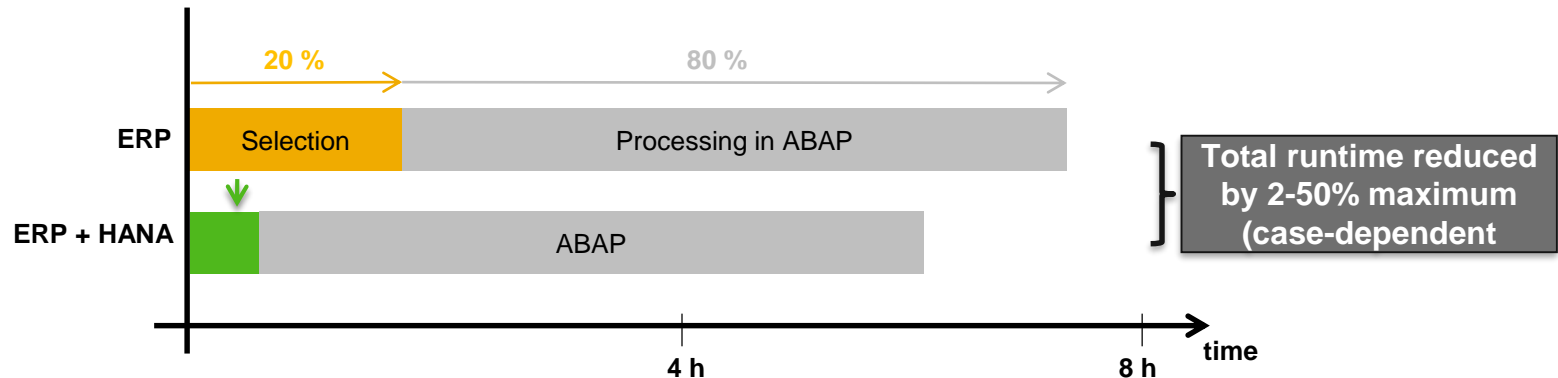 20 %
80 %
ERP
Selection
Processing in ABAP
Total runtime reduced
by 2-50% maximum
(case-dependent
ERP + HANA
ABAP
4 h
8 h
time